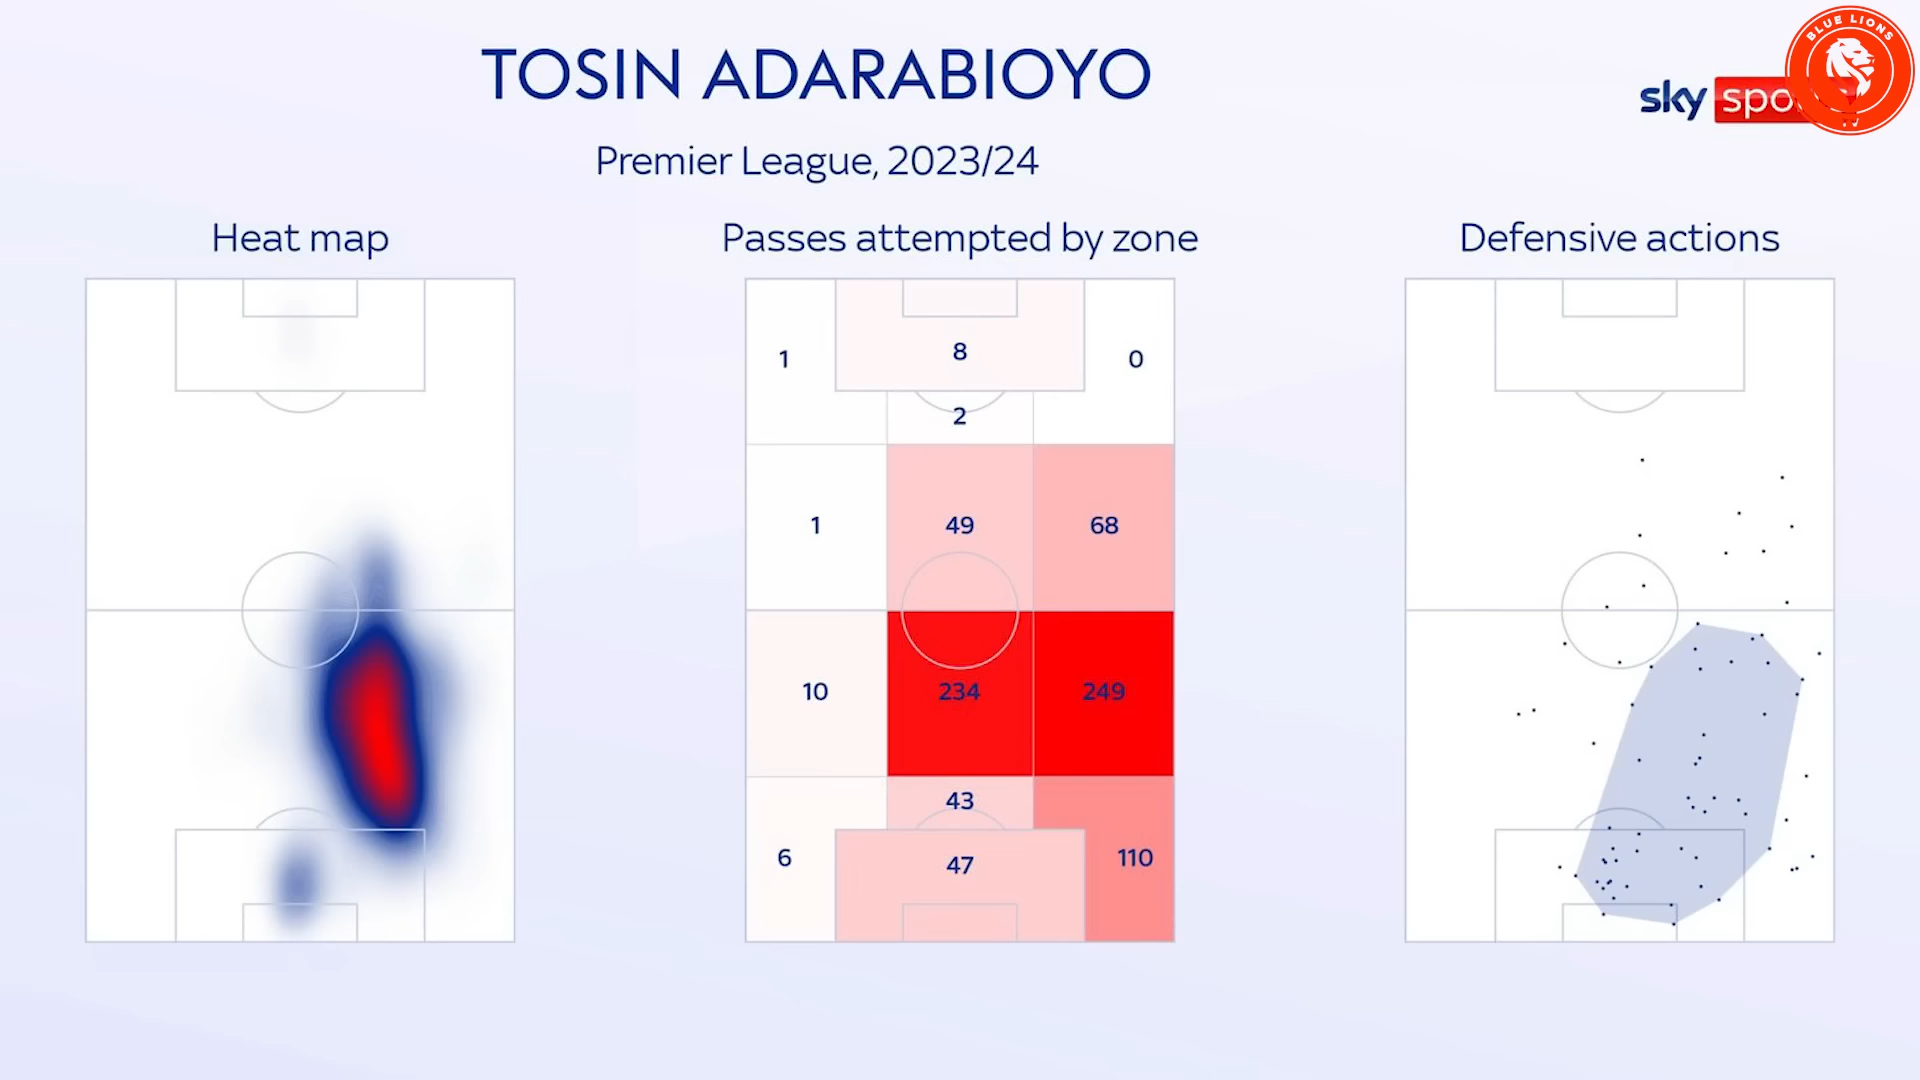 TOSIN ADARABIOYO
BLUE LIONS
sky
Premier League, 2023/24
Heat map
Passes attempted by zone
Defensive actions
1
8
0
2
1
49
68
10
234
249
43
6
47
110